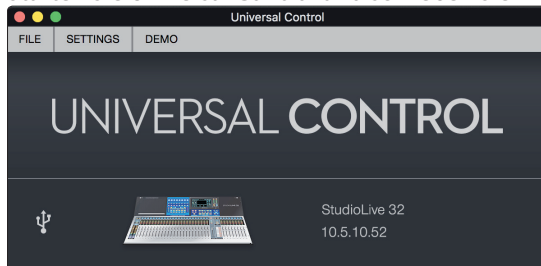 Universal Control
FILE SETTINGS DEMO
UNIVERSAL CONTROL
StudioLive 32
10.5.10.52